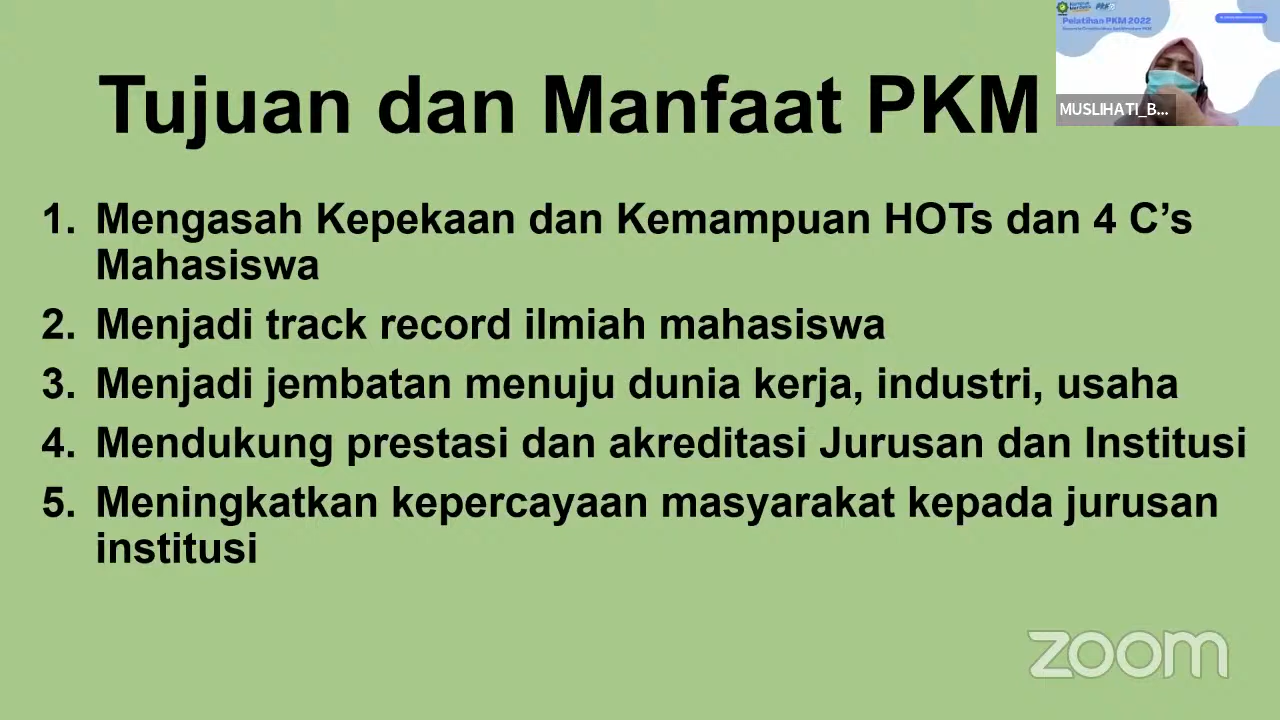 Pelatihan PKM 2022
MUSLIHATI_B...
Tujuan dan Manfaat PKM
1. Mengasah Kepekaan dan Kemampuan HOTs dan 4 C’s
Mahasiswa
2. Menjadi track record ilmiah mahasiswa
3. Menjadi jembatan menuju dunia kerja, industri, usaha
4. Mendukung prestasi dan akreditasi Jurusan dan Institusi
5. Meningkatkan kepercayaan masyarakat kepada jurusan
institusi
zoom